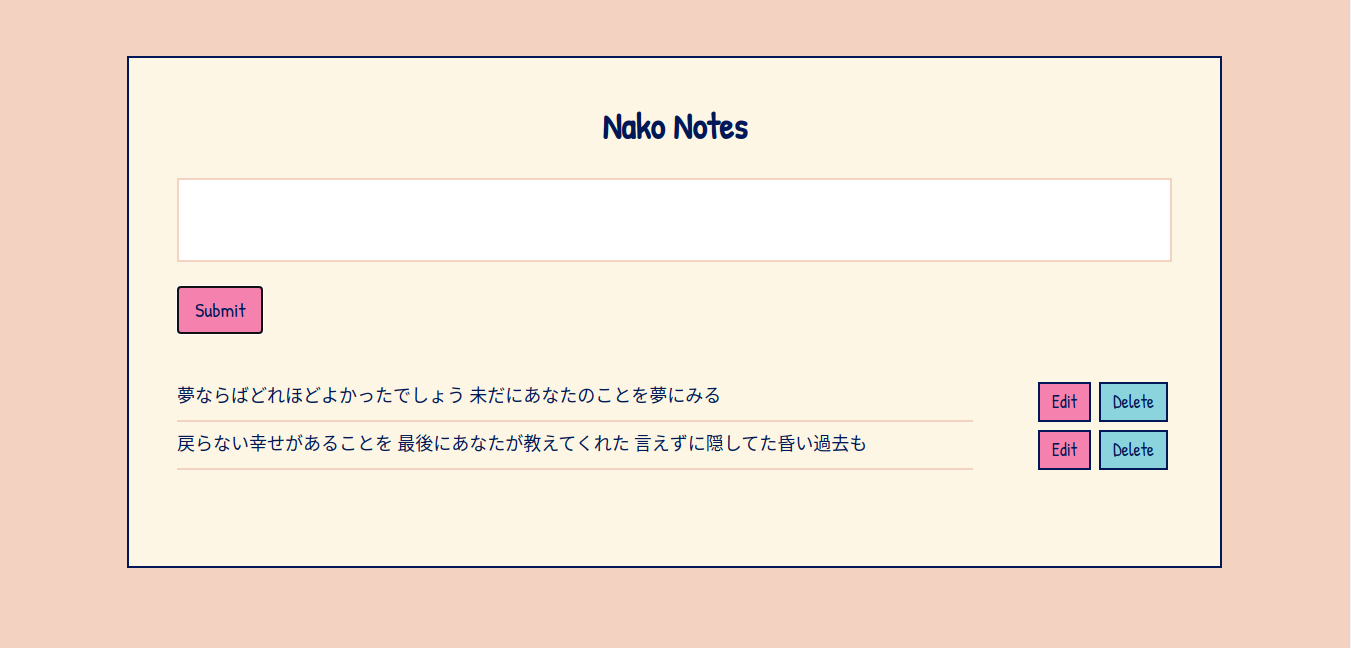 Nako Notes
Submit
夢ならばどれほどよかったでしょう 未だにあなたのことを夢にみる
Edit
Delete
戻らない幸せがあることを 最後にあなたが教えてくれた 言えずに隠してた昏い過去も
Edit
Delete